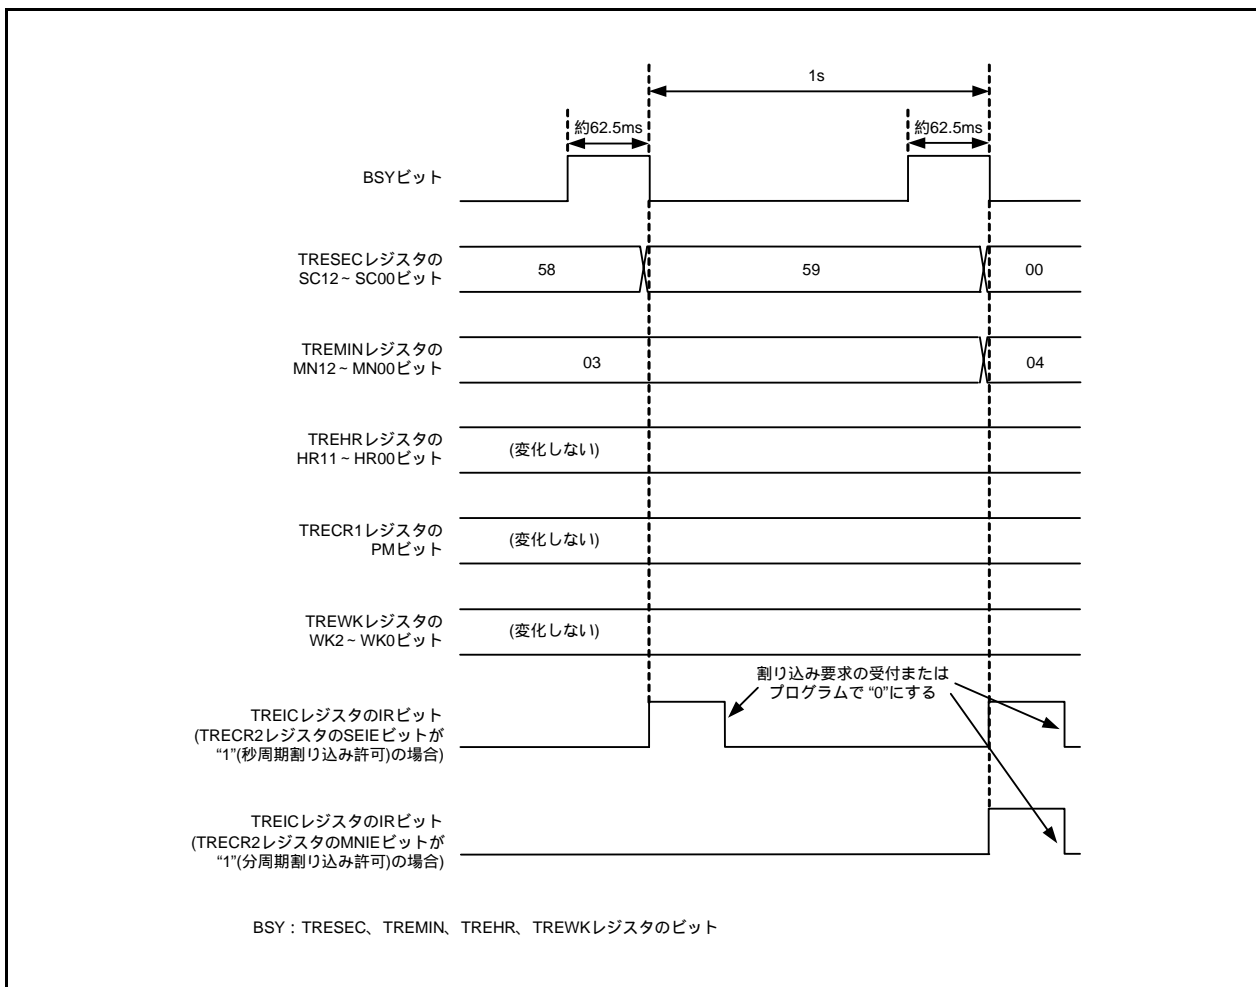 1s
約62.5ms
約62.5ms
BSYビット
TRESECレジスタの
SC12~SC00ビット
58
59
00
TREMINレジスタの
MN12~MN00ビット
03
04
TREHRレジスタの
HR11~HR00ビット
(変化しない)
TRECR1レジスタの
PMビット
(変化しない)
TREWKレジスタの
WK2~WK0ビット
(変化しない)
割り込み要求の受付または
プログラムで “0”にする
TREICレジスタのIRビット
(TRECR2レジスタのSEIEビットが
“1”(秒周期割り込み許可)の場合)
TREICレジスタのIRビット
(TRECR2レジスタのMNIEビットが
“1”(分周期割り込み許可)の場合)
BSY：TRESEC、TREMIN、TREHR、TREWKレジスタのビット